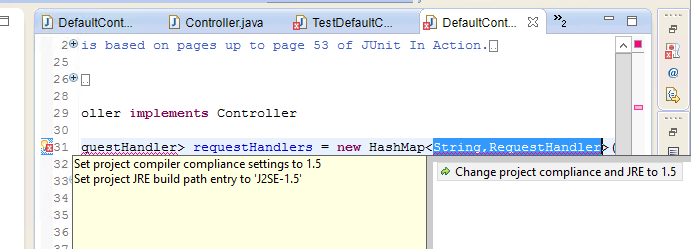 DefaultCont... Controller.java TestDefaultC... DefaultCont... »2
2 is based on pages up to page 53 of JUnit In Action.
25
26
28
29 oller implements Controller
30
31 questHandler> requestHandlers = new HashMap<String,RequestHandler>(
32 Set project compiler compliance settings to 1.5 Change project compliance and JRE to 1.5
33 Set project JRE build path entry to 'J2SE-1.5'
34
35
36
37